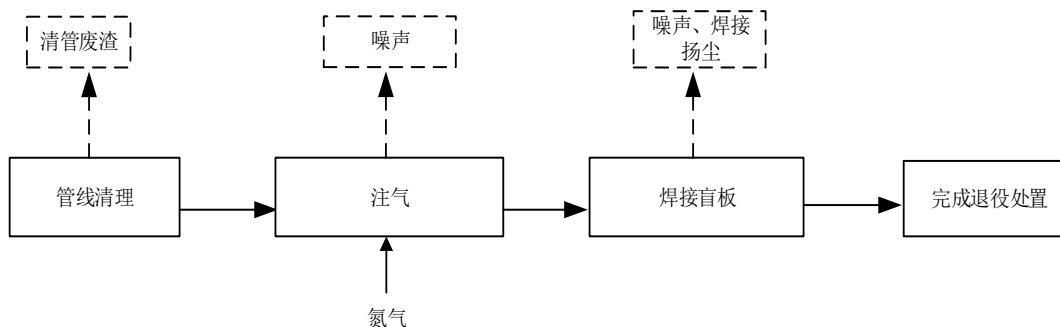 清管废渣
噪声
噪声、焊接
扬尘
管线清理
注气
焊接盲板
完成退役处置
氮气